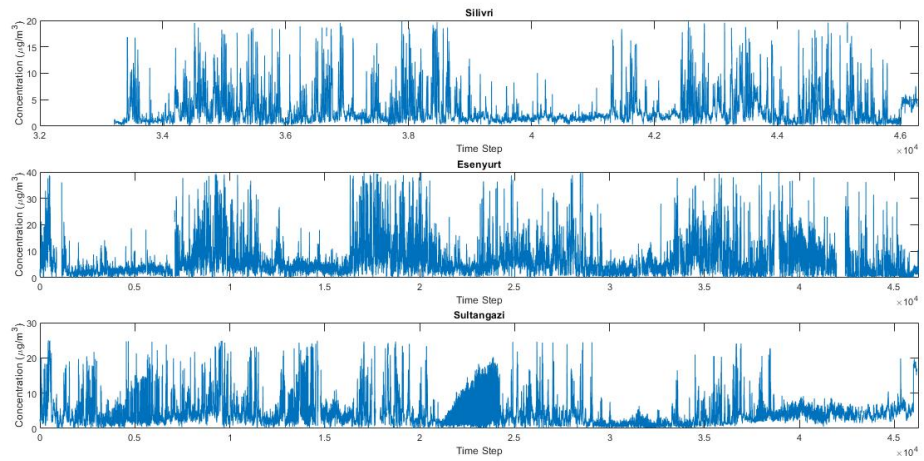 Silivri
Concentration (μg/m³)
20
15
10
5
0
3.2 3.4 3.6 3.8 4 4.2 4.4 4.6
Time Step
×10⁴
Esenyurt
Concentration (μg/m³)
40
30
20
10
0
0 0.5 1 1.5 2 2.5 3 3.5 4 4.5
Time Step
×10⁴
Sultangazi
Concentration (μg/m³)
30
20
10
0
0 0.5 1 1.5 2 2.5 3 3.5 4 4.5
Time Step
×10⁴